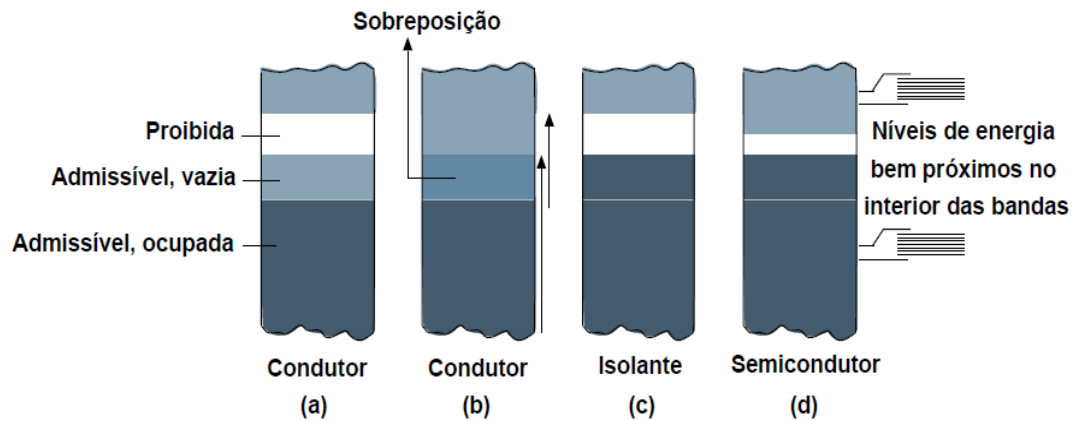 Sobreposição
Proibida
Admissível, vazia
Admissível, ocupada
Níveis de energia
bem próximos no
interior das bandas
Condutor
(a)
Condutor
(b)
Isolante
(c)
Semicondutor
(d)